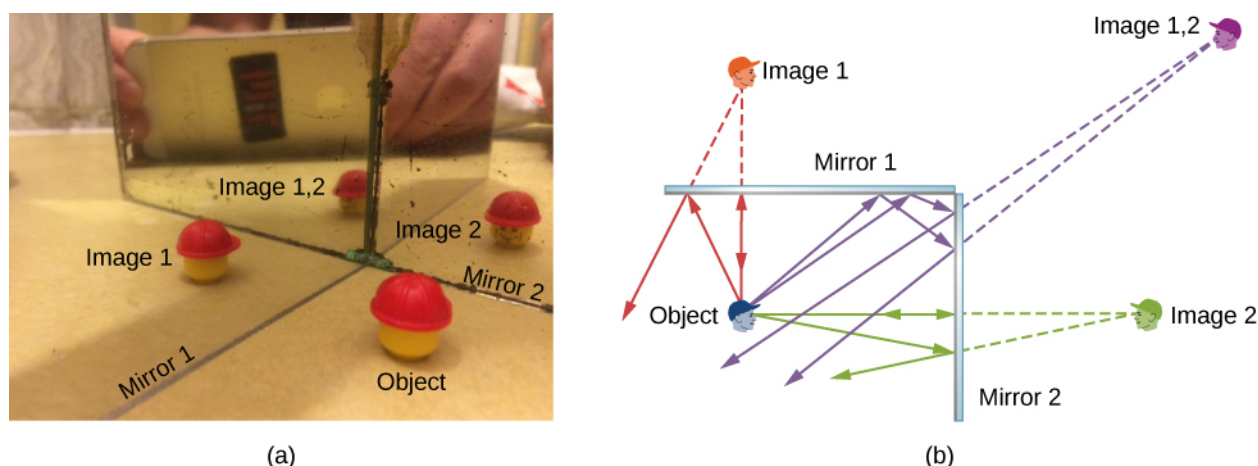 Image 1,2
Image 1
Image 2
Mirror 2
Mirror 1
Object
(a)
Image 1,2
Image 1
Mirror 1
Object
Image 2
Mirror 2
(b)